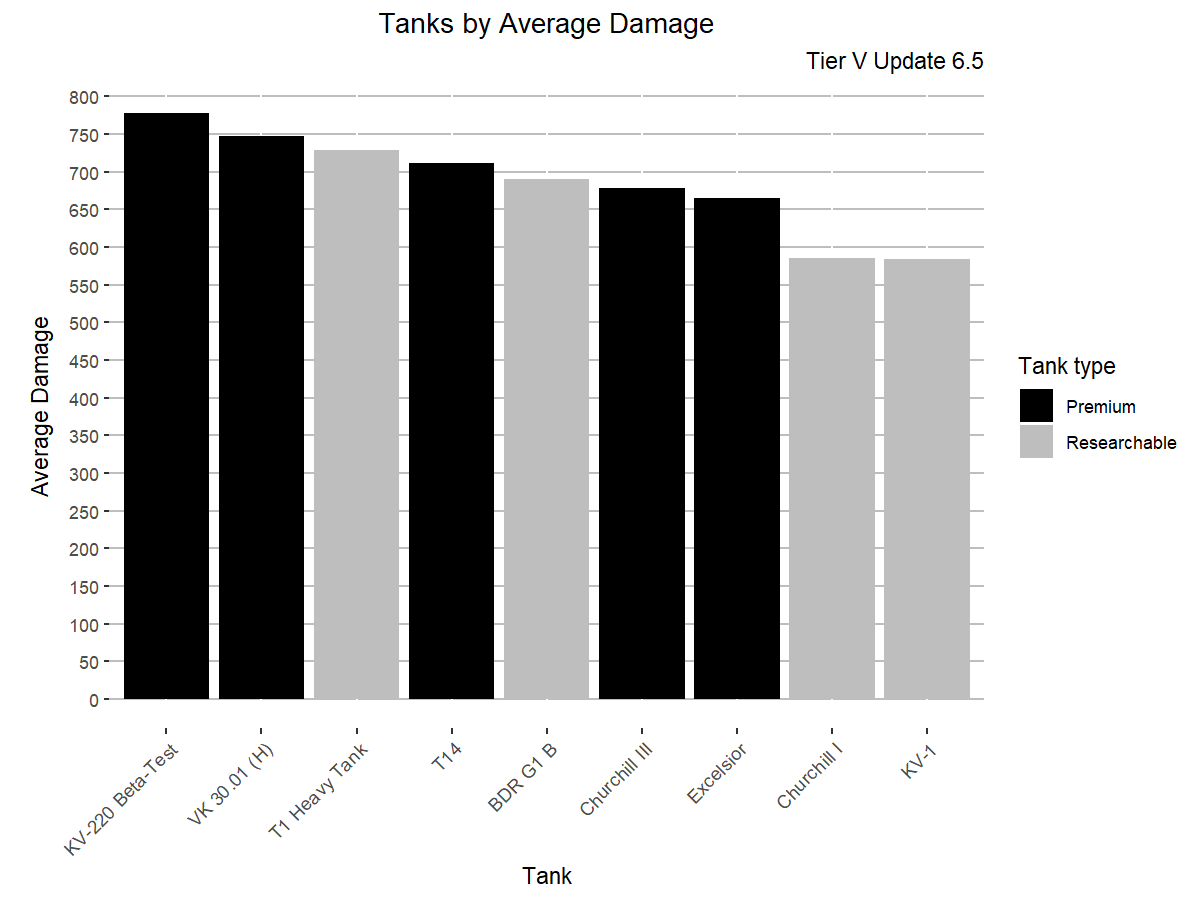 Tanks by Average Damage
Tier V Update 6.5
Average Damage
800
750
700
650
600
550
500
450
400
350
300
250
200
150
100
50
0
KV-220 Beta-Test
VK 30.01 (H)
T1 Heavy Tank
T14
BDR G1 B
Churchill III
Excelsior
Churchill I
KV-1
Tank
Tank type
Premium
Researchable